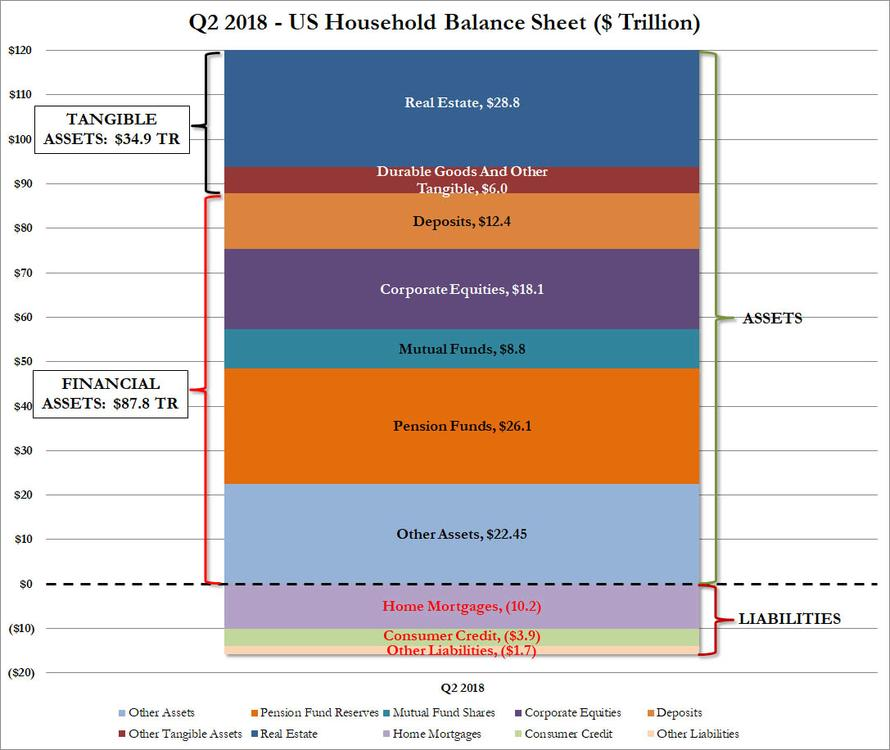 Q2 2018 - US Household Balance Sheet ($ Trillion)
$120
$110
$100
$90
$80
$70
$60
$50
$40
$30
$20
$10
$0
($10)
($20)
TANGIBLE
ASSETS: $34.9 TR
FINANCIAL
ASSETS: $87.8 TR
Real Estate, $28.8
Durable Goods And Other
Tangible, $6.0
Deposits, $12.4
Corporate Equities, $18.1
Mutual Funds, $8.8
Pension Funds, $26.1
Other Assets, $22.45
Home Mortgages, (10.2)
Consumer Credit, ($3.9)
Other Liabilities, ($1.7)
ASSETS
LIABILITIES
Q2 2018
Other Assets Pension Fund Reserves Mutual Fund Shares Corporate Equities Deposits
Other Tangible Assets Real Estate Home Mortgages Consumer Credit Other Liabilities